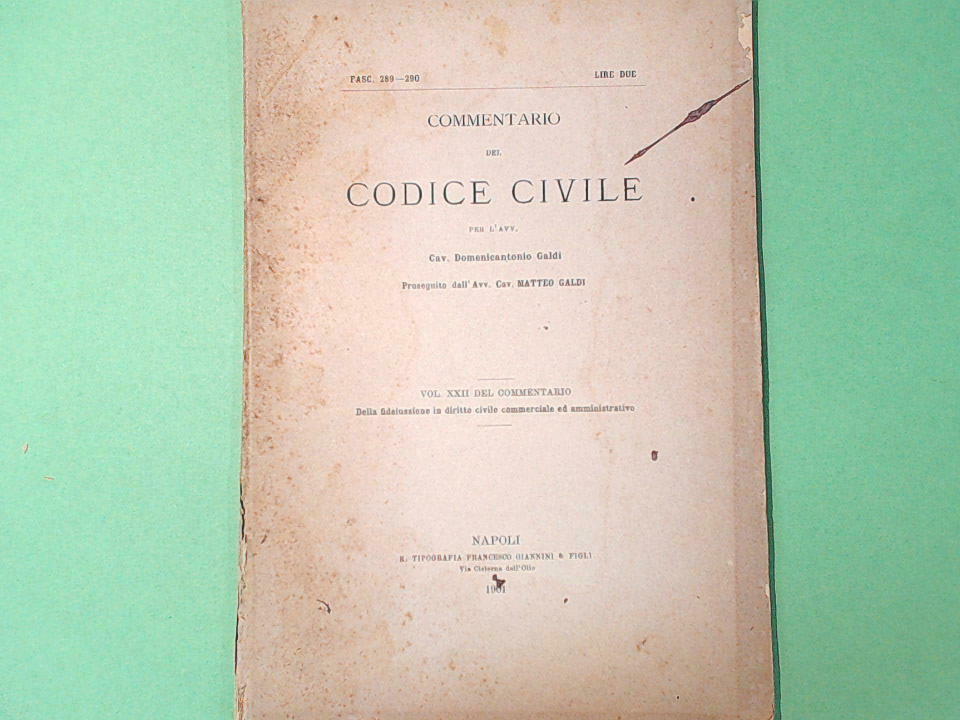 FASC. 289—290
LIRE DUE
COMMENTARIO
DEL
CODICE CIVILE
PER L'AVV.
Cav. Domenicantonio Galdi
Proseguito dall'Avv. Cav. MATTEO GALDI
VOL. XXII DEL COMMENTARIO
Della fideiussione in diritto civile commerciale ed amministrativo
NAPOLI
R. TIPOGRAFIA FRANCESCO GIANNINI & FIGLI
Via Cisterna dell'Olio
1901